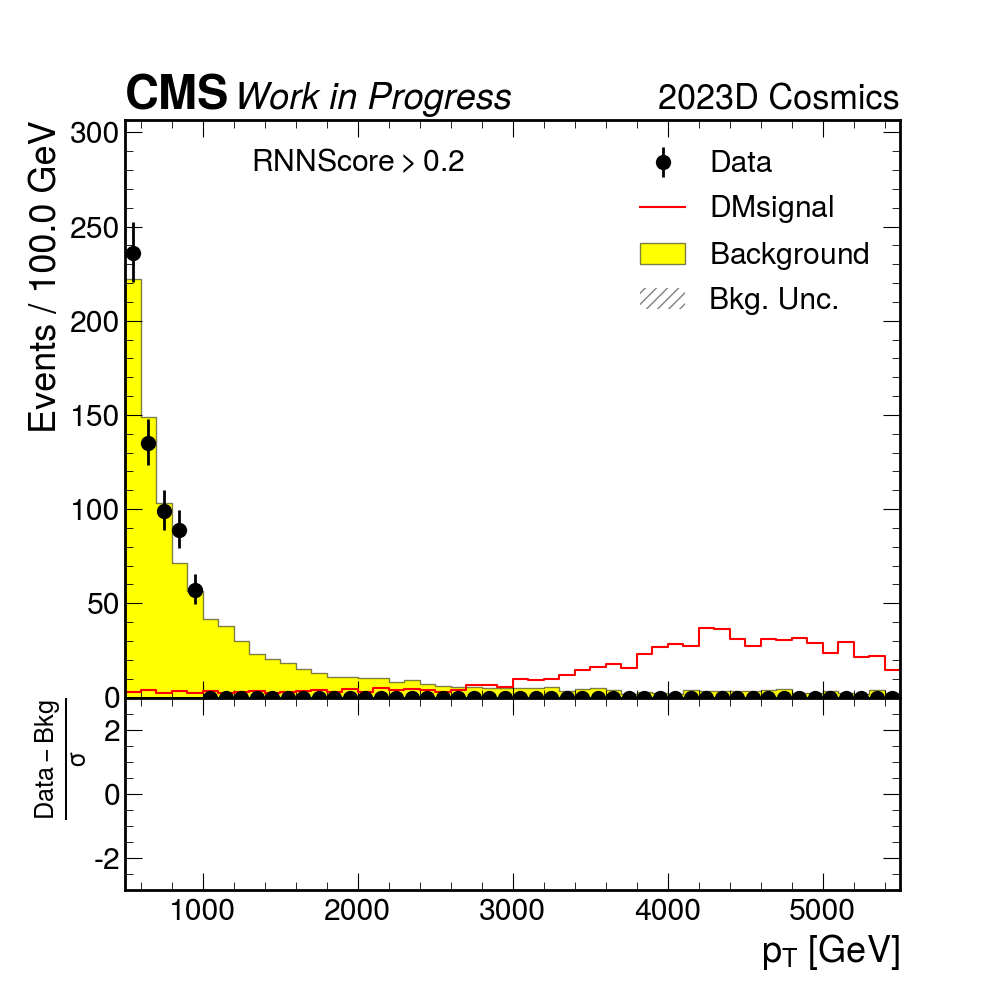 CMS Work in Progress 2023D Cosmics
Events / 100.0 GeV
300
250
200
150
100
50
0
RNNScore > 0.2
Data
DMsignal
Background
Bkg. Unc.
Data − Bkg
σ
2
0
-2
1000 2000 3000 4000 5000
pT [GeV]